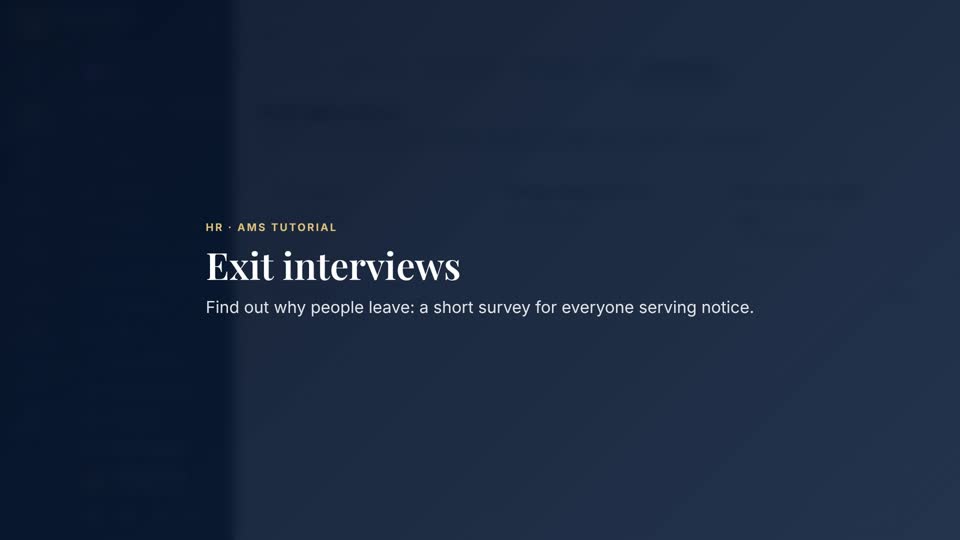 HR · AMS TUTORIAL
Exit interviews
Find out why people leave: a short survey for everyone serving notice.